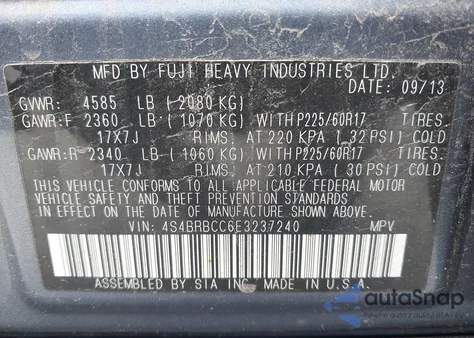 MFD BY FUJI HEAVY INDUSTRIES LTD.
DATE: 09/13
GVWR: 4585 LB (2080 KG)
GAWR:F 2360 LB (1070 KG) WITH P225/60R17 TIRES,
17X7J RIMS, AT 220 KPA ( 32 PSI) COLD
GAWR:R 2340 LB (1060 KG) WITH P225/60R17 TIRES,
17X7J RIMS, AT 210 KPA ( 30 PSI) COLD
THIS VEHICLE CONFORMS TO ALL APPLICABLE FEDERAL MOTOR
VEHICLE SAFETY AND THEFT PREVENTION STANDARDS
IN EFFECT ON THE DATE OF MANUFACTURE SHOWN ABOVE.
VIN: 4S4BRBCC6E3237240 MPV
ASSEMBLED BY SIA INC. MADE IN U.S.A.
autoSnap